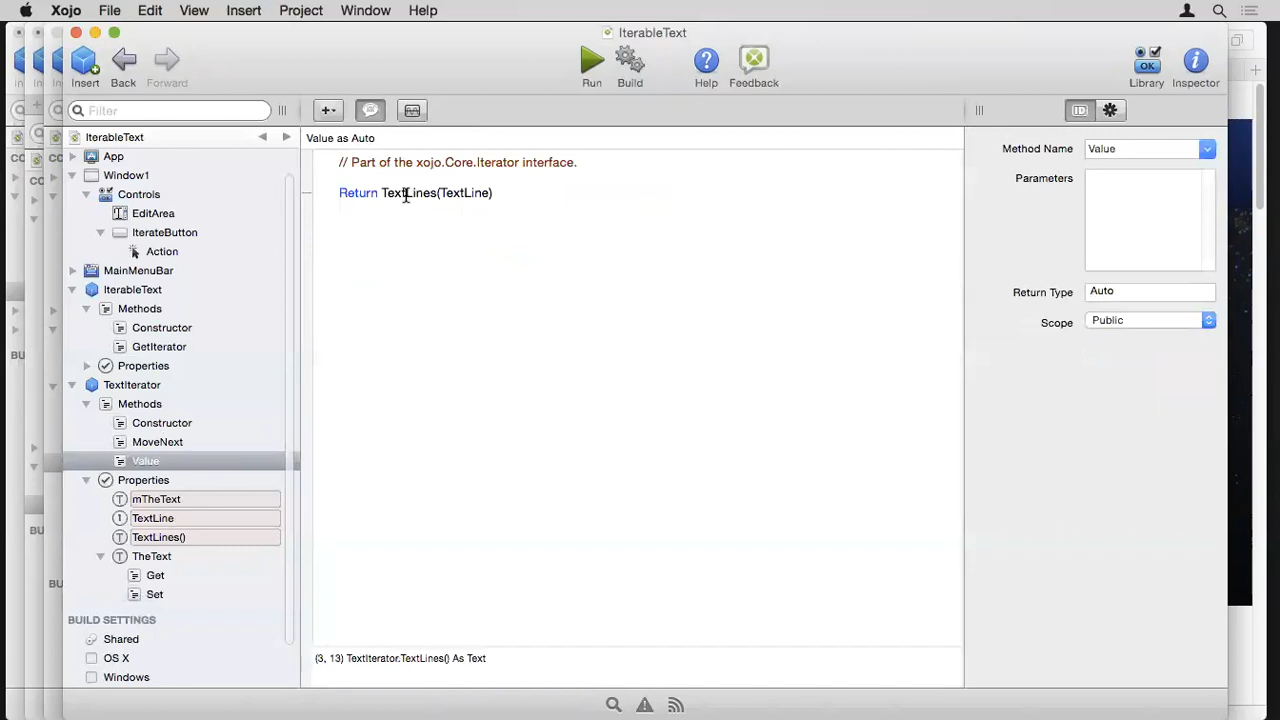 Xojo File Edit View Insert Project Window Help
IterableText
Insert Back Forward Run Build Help Feedback OK Library Inspector
Filter
IterableText
Value as Auto
App
Window1
Controls
EditArea
IterateButton
Action
MainMenuBar
IterableText
Methods
Constructor
GetIterator
Properties
TextIterator
Methods
Constructor
MoveNext
Value
Properties
mTheText
TextLine
TextLines()
TheText
Get
Set
BUILD SETTINGS
Shared
OS X
Windows
// Part of the xojo.Core.Iterator interface.
Return TextLines(TextLine)
(3, 13) TextIterator.TextLines() As Text
ID
Method Name Value
Parameters
Return Type Auto
Scope Public